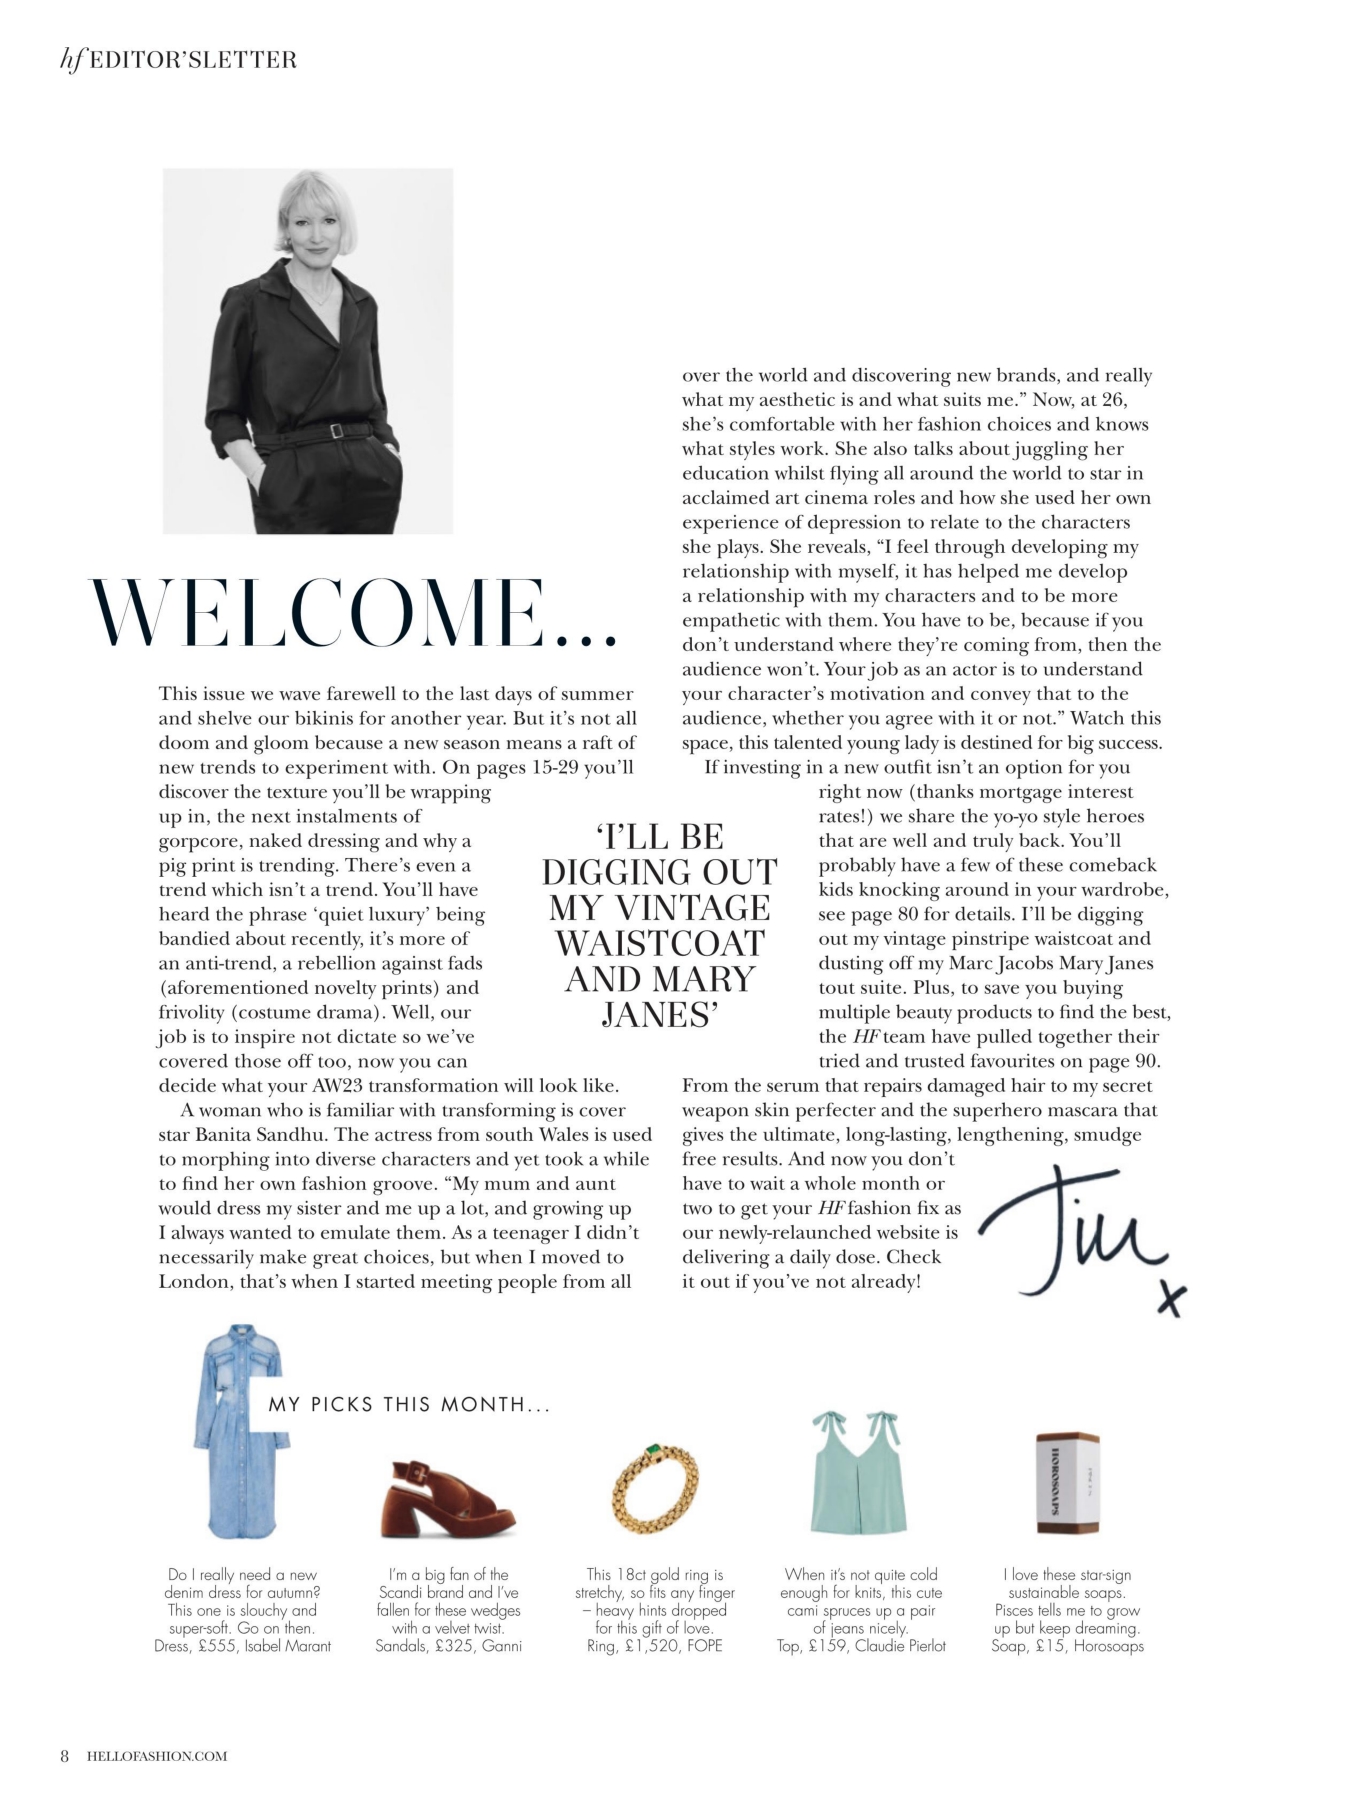 hf EDITOR'SLETTER
WELCOME...
This issue we wave farewell to the last days of summer
and shelve our bikinis for another year. But it's not all
doom and gloom because a new season means a raft of
new trends to experiment with. On pages 15-29 you'll
discover the texture you'll be wrapping
up in, the next instalments of
gorpcore, naked dressing and why a
pig print is trending. There's even a
trend which isn't a trend. You'll have
heard the phrase 'quiet luxury' being
bandied about recently, it's more of
an anti-trend, a rebellion against fads
(aforementioned novelty prints) and
frivolity (costume drama). Well, our
job is to inspire not dictate so we've
covered those off too, now you can
decide what your AW23 transformation will look like.
A woman who is familiar with transforming is cover
star Banita Sandhu. The actress from south Wales is used
to morphing into diverse characters and yet took a while
to find her own fashion groove. “My mum and aunt
would dress my sister and me up a lot, and growing up
I always wanted to emulate them. As a teenager I didn't
necessarily make great choices, but when I moved to
London, that's when I started meeting people from all
over the world and discovering new brands, and really
what my aesthetic is and what suits me.” Now, at 26,
she's comfortable with her fashion choices and knows
what styles work. She also talks about juggling her
education whilst flying all around the world to star in
acclaimed art cinema roles and how she used her own
experience of depression to relate to the characters
she plays. She reveals, “I feel through developing my
relationship with myself, it has helped me develop
a relationship with my characters and to be more
empathetic with them. You have to be, because if you
don't understand where they're coming from, then the
audience won't. Your job as an actor is to understand
your character's motivation and convey that to the
audience, whether you agree with it or not.” Watch this
space, this talented young lady is destined for big success.
If investing in a new outfit isn't an option for you
right now (thanks mortgage interest
rates!) we share the yo-yo style heroes
that are well and truly back. You'll
probably have a few of these comeback
kids knocking around in your wardrobe,
see page 80 for details. I'll be digging
out my vintage pinstripe waistcoat and
dusting off my Marc Jacobs Mary Janes
tout suite. Plus, to save you buying
multiple beauty products to find the best,
the HF team have pulled together their
tried and trusted favourites on page 90.
From the serum that repairs damaged hair to my secret
weapon skin perfecter and the superhero mascara that
gives the ultimate, long-lasting, lengthening, smudge
free results. And now you don't
have to wait a whole month or
two to get your HF fashion fix as
our newly-relaunched website is
delivering a daily dose. Check
it out if you've not already!
'I'LL BE
DIGGING OUT
MY VINTAGE
WAISTCOAT
AND MARY
JANES'
Jill
x
MY PICKS THIS MONTH...
HOROSOAPS
Do I really need a new
denim dress for autumn?
This one is slouchy and
super-soft. Go on then.
Dress, £555, Isabel Marant
I'm a big fan of the
Scandi brand and I've
fallen for these wedges
with a velvet twist.
Sandals, £325, Ganni
This 18ct gold ring is
stretchy, so fits any finger
– heavy hints dropped
for this gift of love.
Ring, £1,520, FOPE
When it's not quite cold
enough for knits, this cute
cami spruces up a pair
of jeans nicely.
Top, £159, Claudie Pierlot
I love these star-sign
sustainable soaps.
Pisces tells me to grow
up but keep dreaming.
Soap, £15, Horosoaps
8 HELLOFASHION.COM